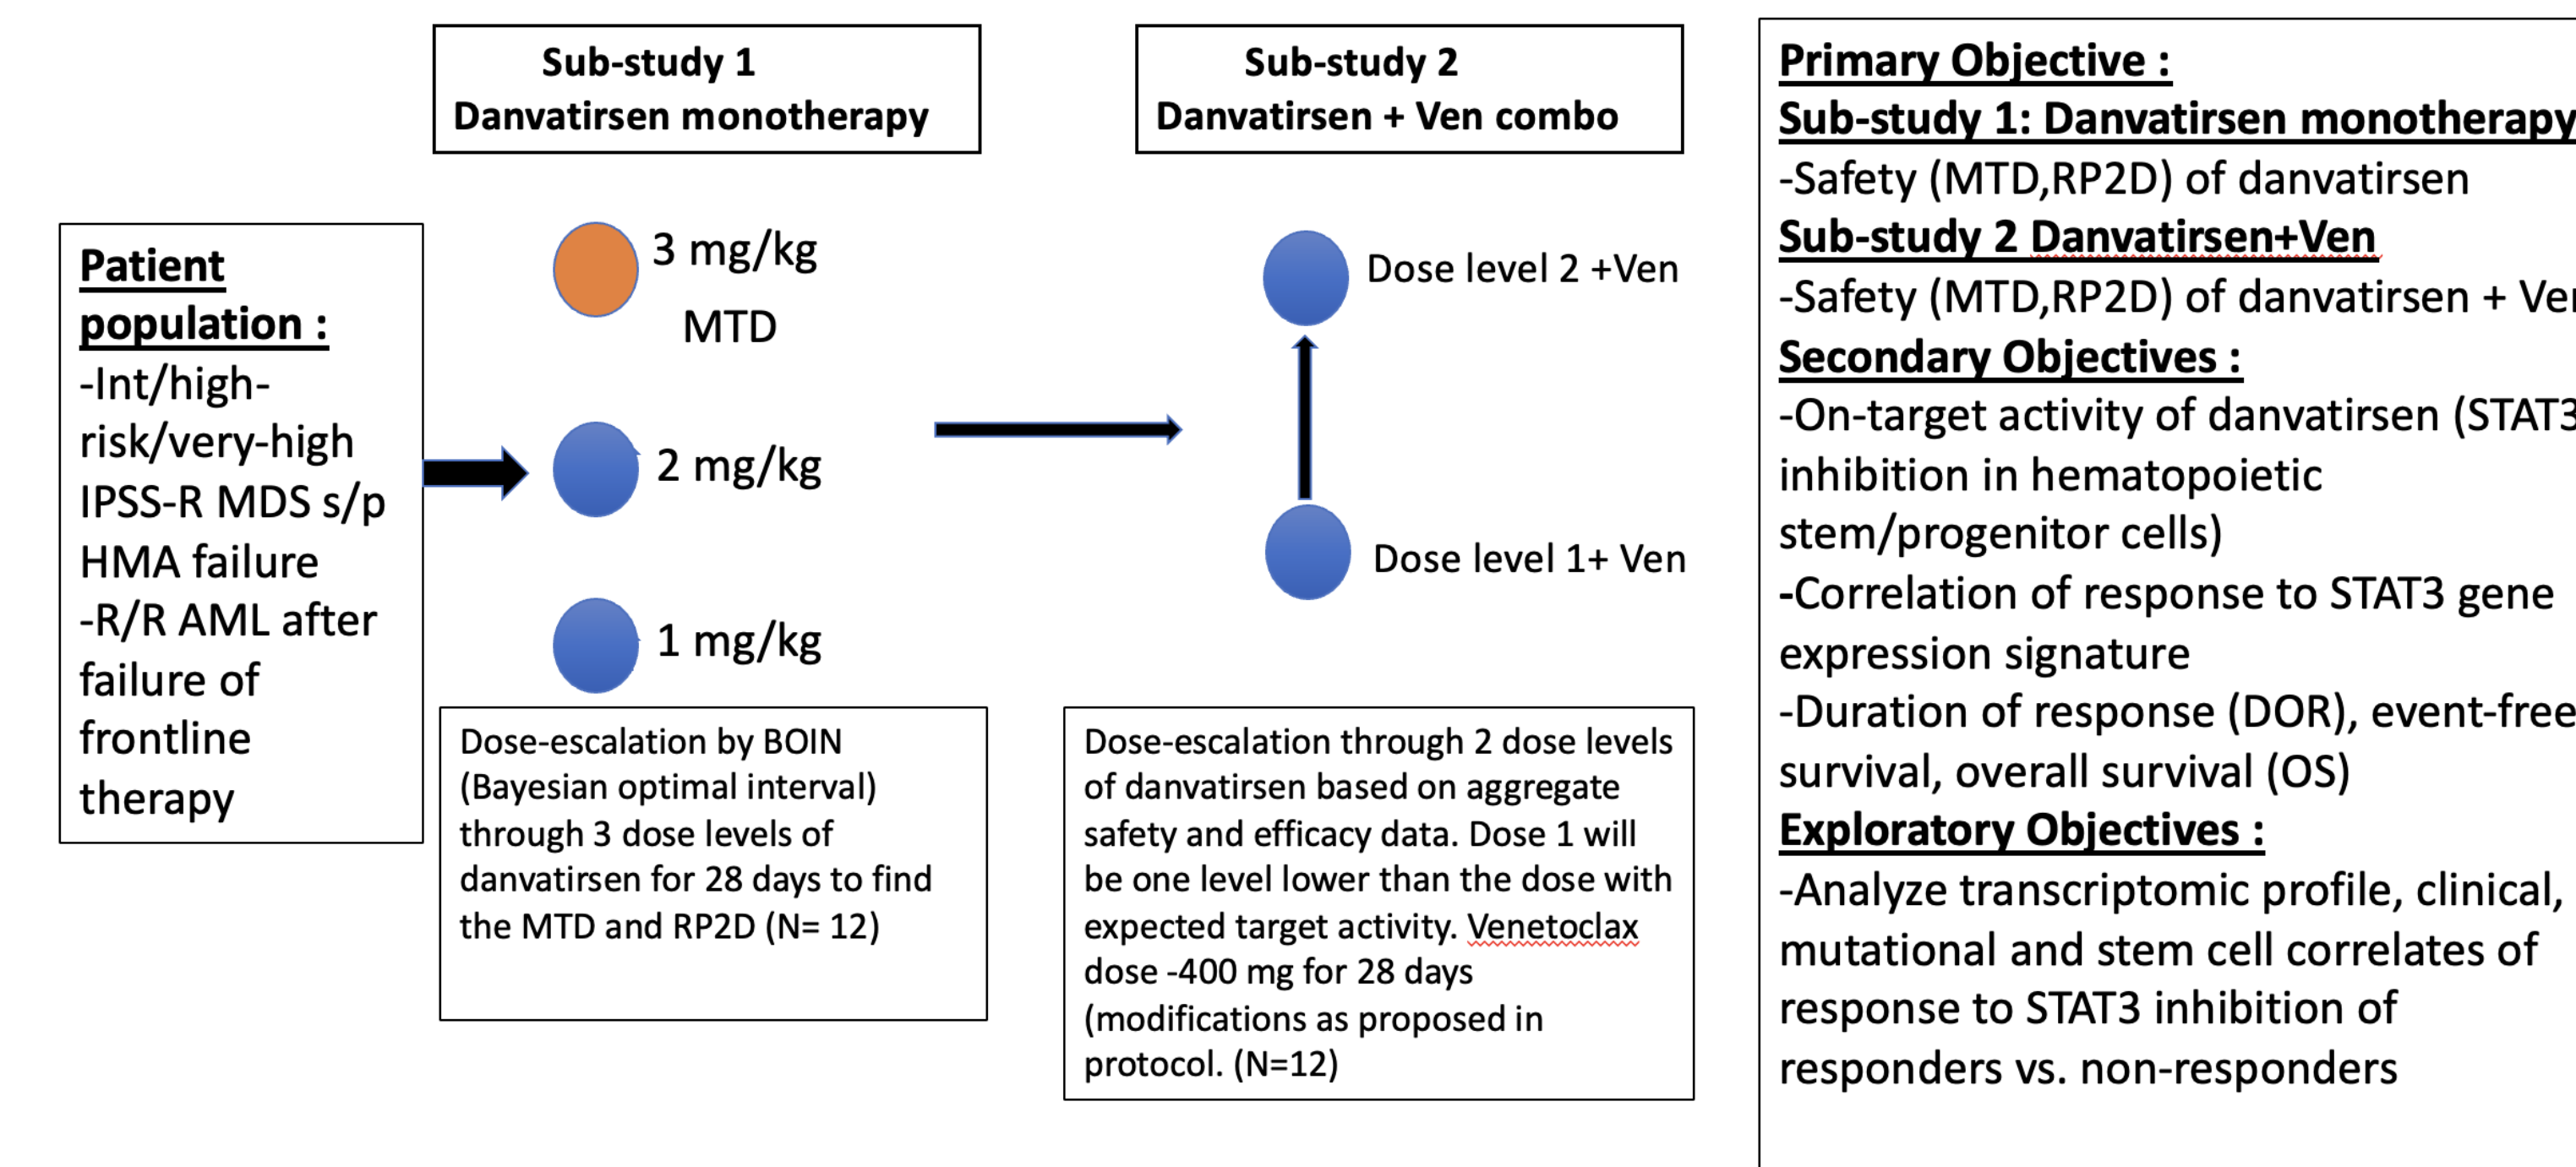 Sub-study 1
Danvatirsen monotherapy
Sub-study 2
Danvatirsen + Ven combo
Patient
population :
-Int/high-
risk/very-high
IPSS-R MDS s/p
HMA failure
-R/R AML after
failure of
frontline
therapy
3 mg/kg
MTD
2 mg/kg
1 mg/kg
Dose-escalation by BOIN
(Bayesian optimal interval)
through 3 dose levels of
danvatirsen for 28 days to find
the MTD and RP2D (N= 12)
Dose level 2 +Ven
Dose level 1+ Ven
Dose-escalation through 2 dose levels
of danvatirsen based on aggregate
safety and efficacy data. Dose 1 will
be one level lower than the dose with
expected target activity. Venetoclax
dose -400 mg for 28 days
(modifications as proposed in
protocol. (N=12)
Primary Objective :
Sub-study 1: Danvatirsen monotherapy
-Safety (MTD,RP2D) of danvatirsen
Sub-study 2 Danvatirsen+Ven
-Safety (MTD,RP2D) of danvatirsen + Ven
Secondary Objectives :
-On-target activity of danvatirsen (STAT3
inhibition in hematopoietic
stem/progenitor cells)
-Correlation of response to STAT3 gene
expression signature
-Duration of response (DOR), event-free
survival, overall survival (OS)
Exploratory Objectives :
-Analyze transcriptomic profile, clinical,
mutational and stem cell correlates of
response to STAT3 inhibition of
responders vs. non-responders